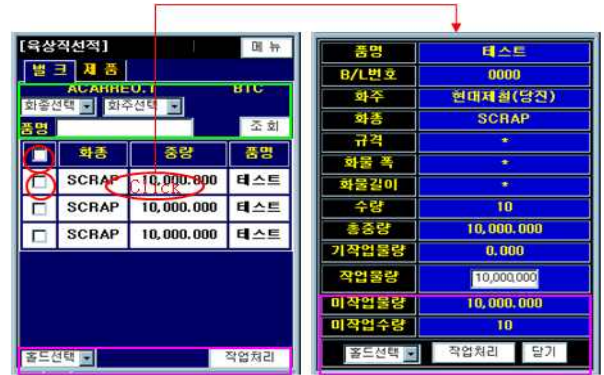 [육상직선적] 메 뉴
벌 크 제 품
ACARREO.1 BTC
화종선택 화주선택
품명 조 회
화종 중량 품명
SCRAP 10,000.000 테스트
Click
SCRAP 10,000.000 테스트
SCRAP 10,000.000 테스트
홀드선택 작업처리
품명 테스트
B/L번호 0000
화주 현대제철(당진)
화종 SCRAP
규격 *
화물 폭 *
화물길이 *
수량 10
총중량 10,000.000
기작업물량 0.000
작업물량 10,000,000
미작업물량 10,000.000
미작업수량 10
홀드선택 작업처리 닫기